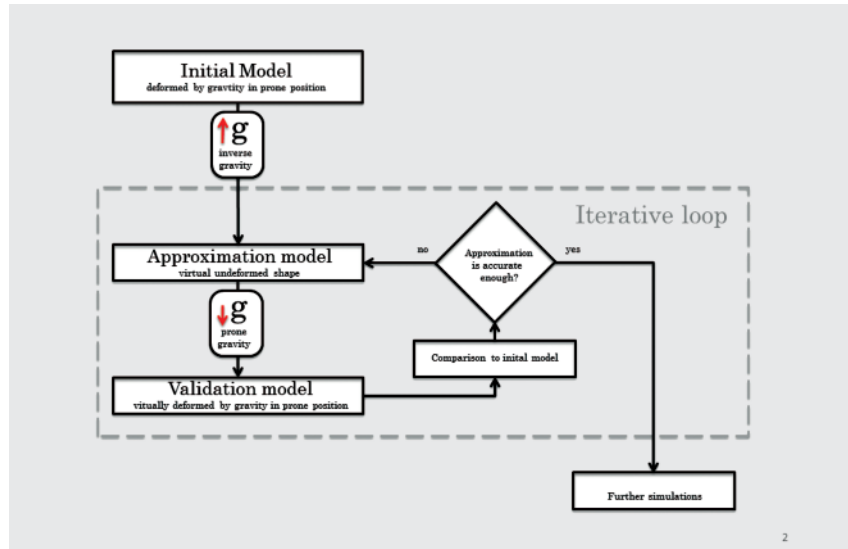 Initial Model
deformed by gravtity in prone position
g
inverse
gravity
Iterative loop
Approximation model
virtual undeformed shape
no
Approximation
is accurate
enough?
yes
g
prone
gravity
Comparison to inital model
Validation model
vitually deformed by gravity in prone position
Further simulations
2